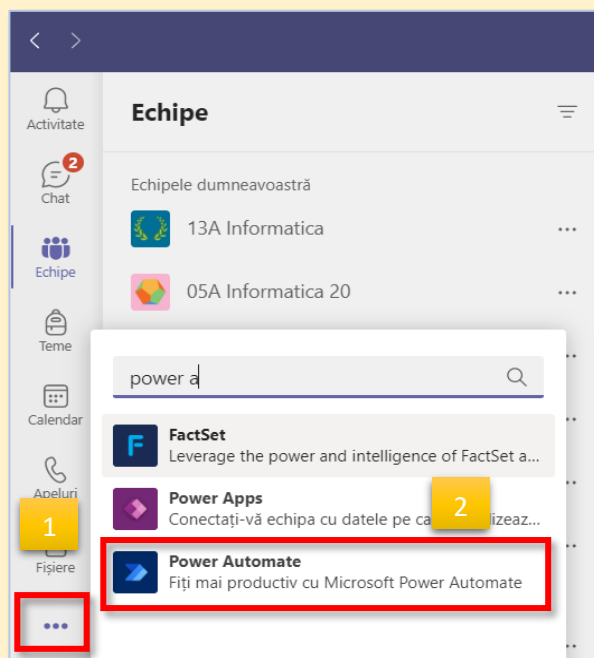 Activitate
Echipe
2
Chat
Echipele dumneavoastră
13A Informatica
...
Echipe
05A Informatica 20
...
Teme
power a
Calendar
FactSet
Leverage the power and intelligence of FactSet a...
Apeluri
Power Apps
Conectați-vă echipa cu datele pe
2
1
Power Automate
Fișiere
Fiți mai productiv cu Microsoft Power Automate
...